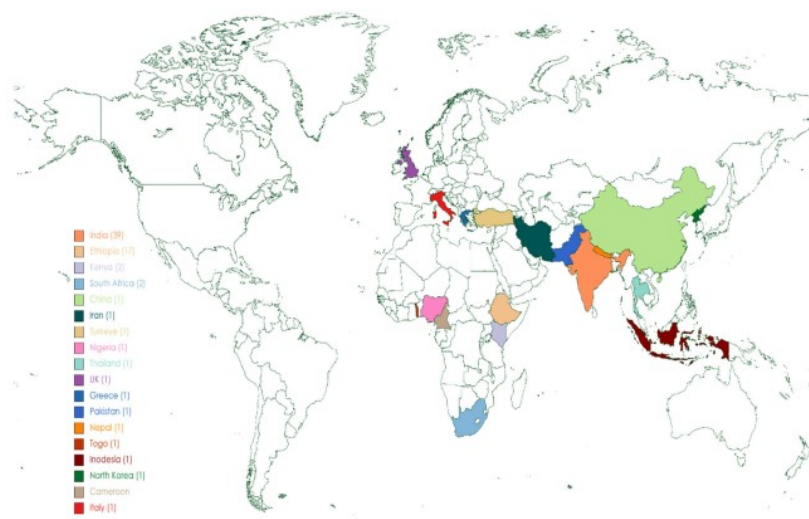 India (39)
Ethiopia (17)
Kenya (2)
South Africa (2)
China (1)
Iran (1)
Turkeye (1)
Nigeria (1)
Thailand (1)
UK (1)
Greece (1)
Pakistan (1)
Nepal (1)
Togo (1)
Inodesia (1)
North Korea (1)
Cameroon
Italy (1)